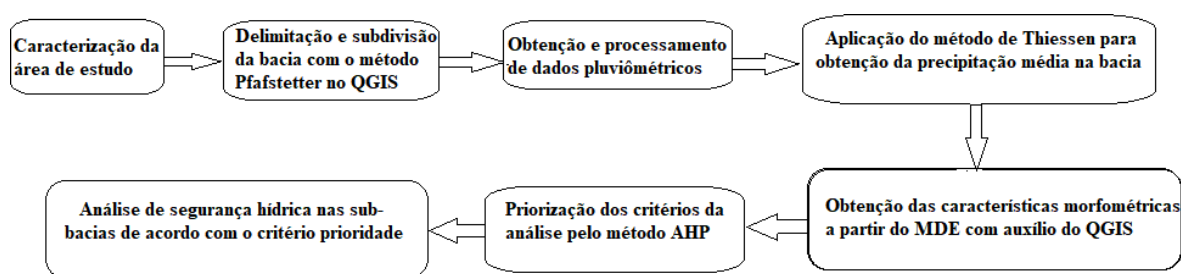 Caracterização da
área de estudo
Delimitação e subdivisão
da bacia com o método
Pfafstetter no QGIS
Obtenção e processamento
de dados pluviômetricos
Aplicação do método de Thiessen para
obtenção da precipitação média na bacia
Obtenção das características morfométricas
a partir do MDE com auxílio do QGIS
Priorização dos critérios da
análise pelo método AHP
Análise de segurança hídrica nas sub-
bacias de acordo com o critério prioridade